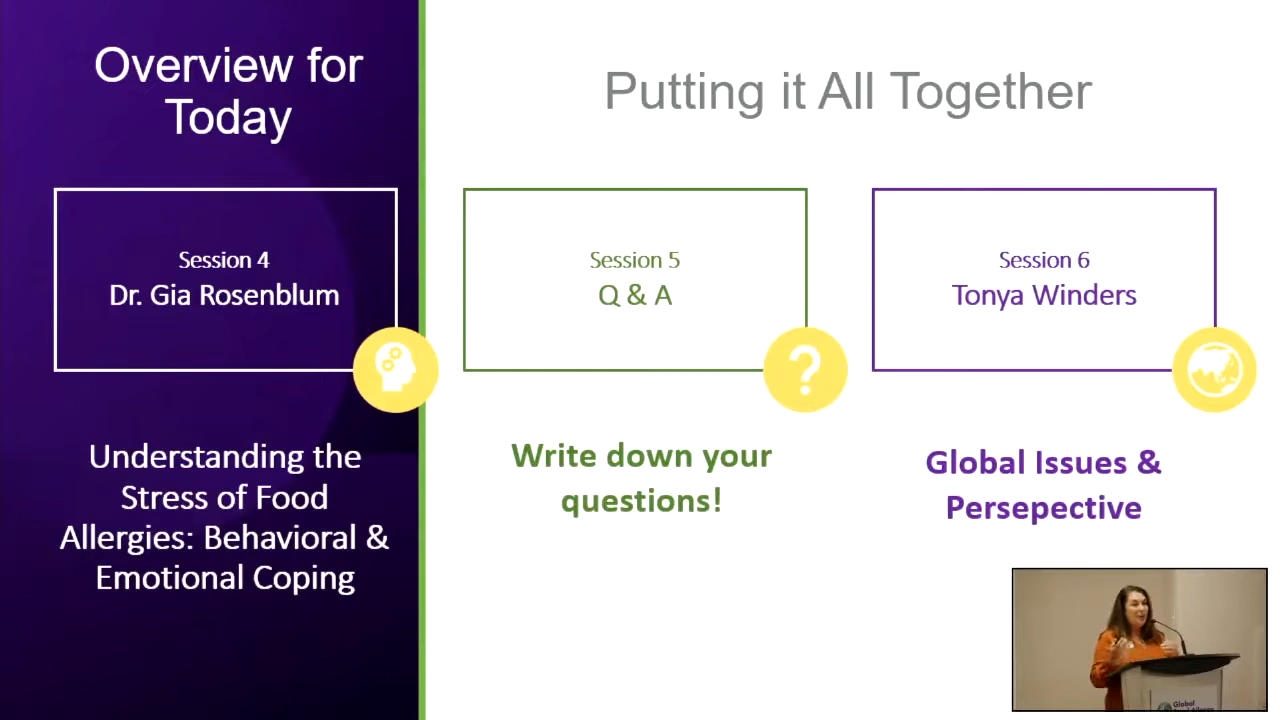 Overview for
Today
Putting it All Together
Session 4
Dr. Gia Rosenblum
Session 5
Q & A
?
Session 6
Tonya Winders
Understanding the
Stress of Food
Allergies: Behavioral &
Emotional Coping
Write down your
questions!
Global Issues &
Persepective
Global